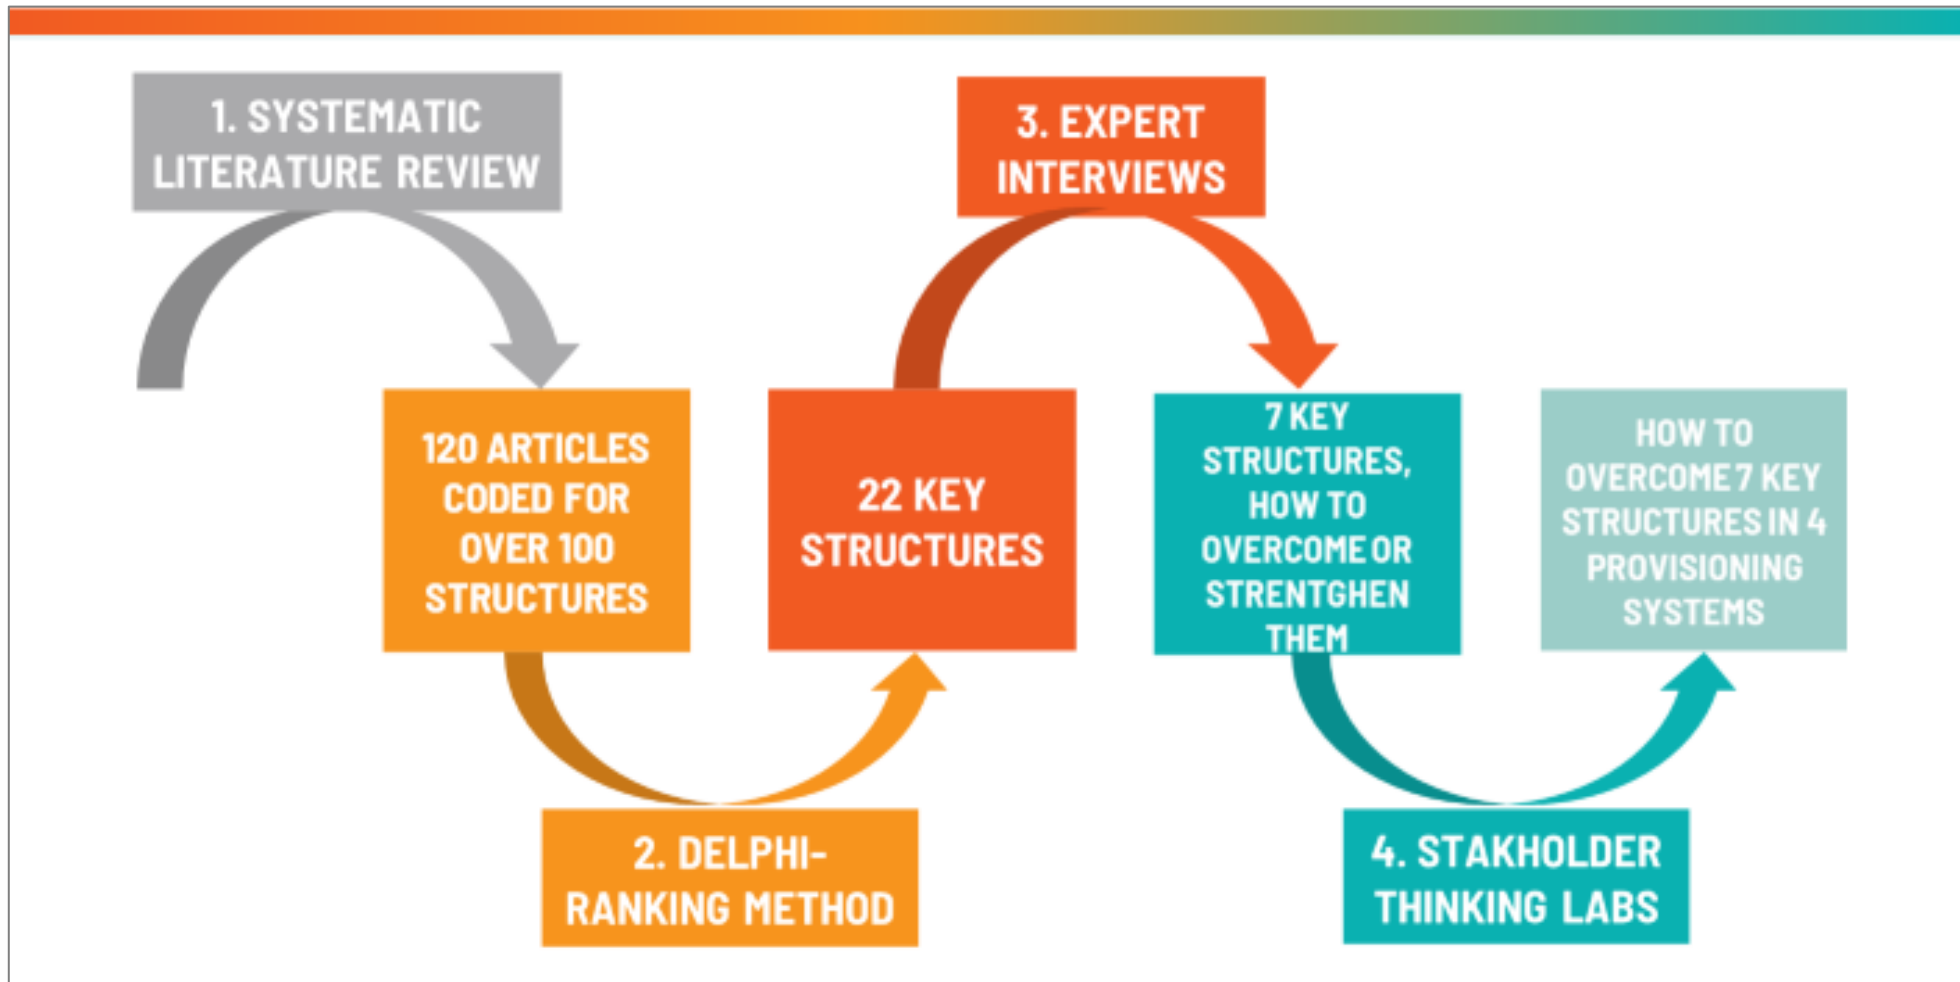 1. SYSTEMATIC
LITERATURE REVIEW
3. EXPERT
INTERVIEWS
120 ARTICLES
CODED FOR
OVER 100
STRUCTURES
22 KEY
STRUCTURES
7 KEY
STRUCTURES,
HOW TO
OVERCOME OR
STRENTGHEN
THEM
HOW TO
OVERCOME 7 KEY
STRUCTURES IN 4
PROVISIONING
SYSTEMS
2. DELPHI-
RANKING METHOD
4. STAKHOLDER
THINKING LABS